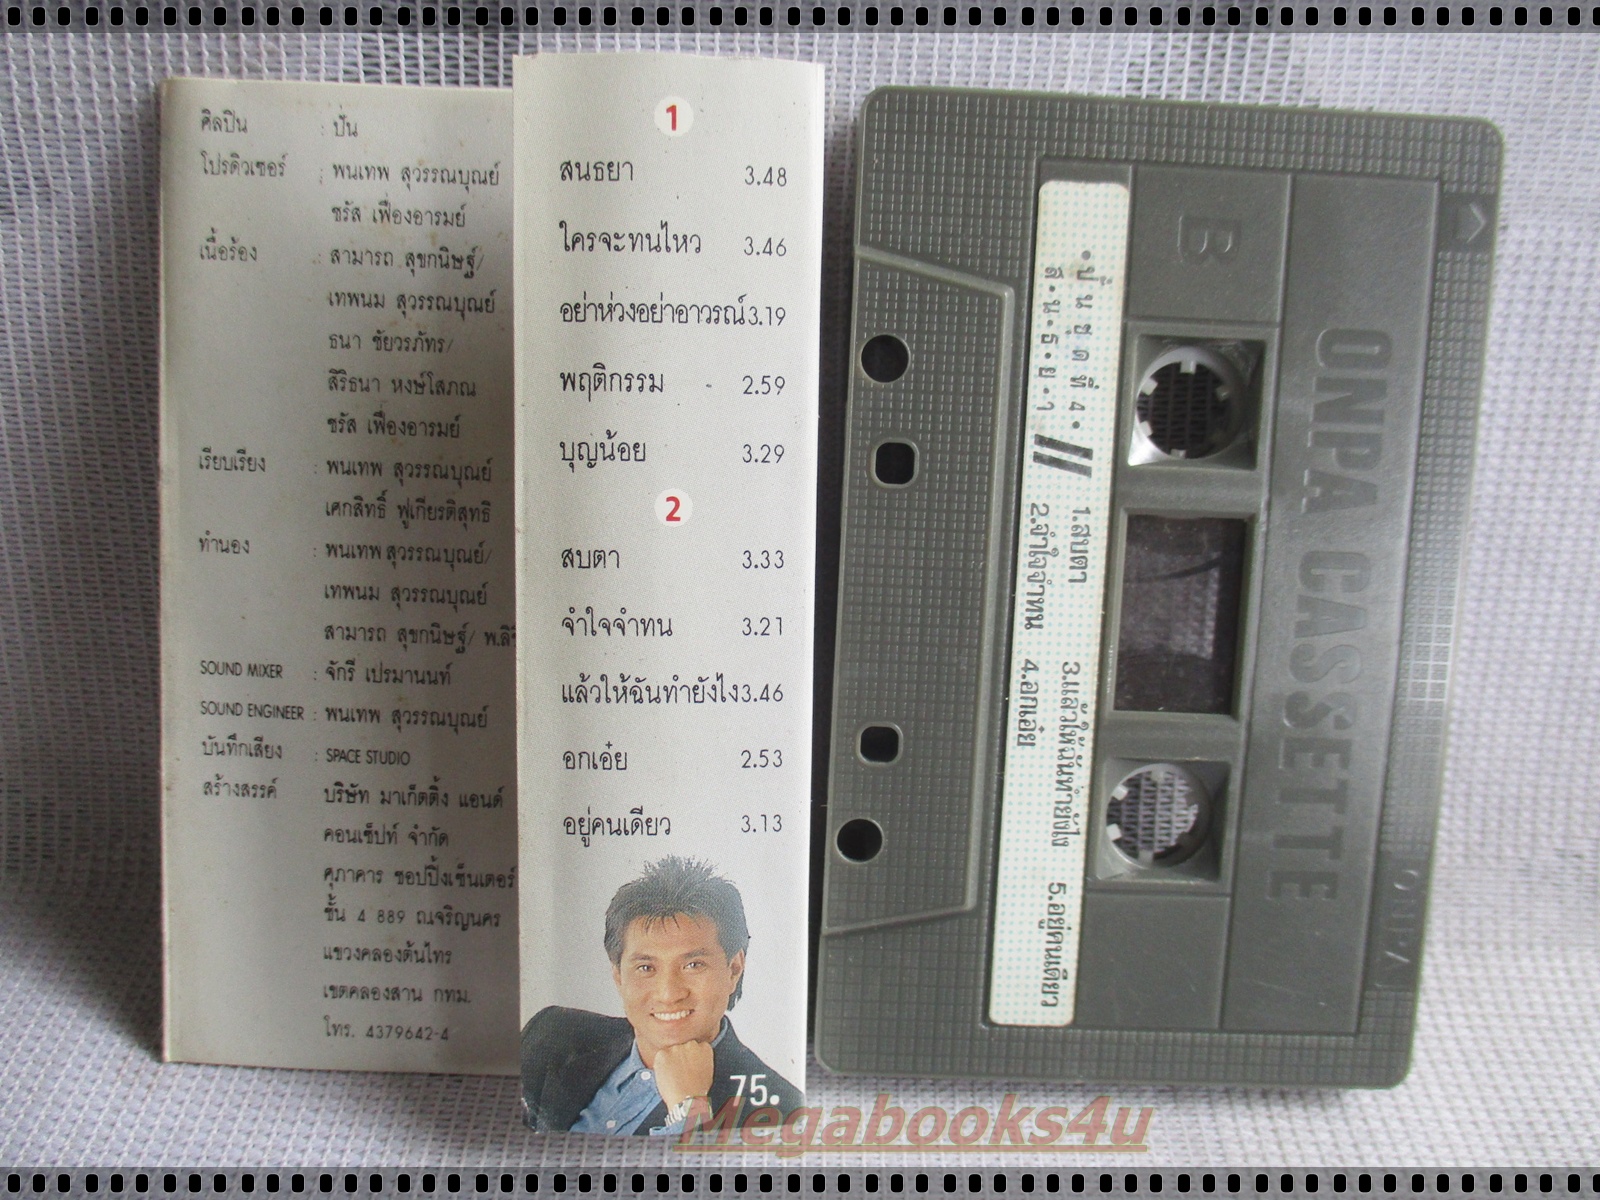 ศิลปิน : ปั่น
โปรดิวเซอร์ : พนเทพ สุวรรณบุณย์
ชรัส เฟื่องอารมย์
เนื้อร้อง : สามารถ สุขกนิษฐ์/
เทพนม สุวรรณบุณย์
ธนา ชัยวรภัทร/
สิริธนา หงษ์โสภณ
ชรัส เฟื่องอารมย์
เรียบเรียง : พนเทพ สุวรรณบุณย์
เศกสิทธิ์ ฟูเกียรติสุทธิ
ทำนอง : พนเทพ สุวรรณบุณย์/
เทพนม สุวรรณบุณย์
สามารถ สุขกนิษฐ์/
SOUND MIXER : จักรี เปรมานนท์
SOUND ENGINEER : พนเทพ สุวรรณบุณย์
บันทึกเสียง : SPACE STUDIO
สร้างสรรค์ : บริษัท มาเก็ตติ้ง แอนด์
คอนเซ็ปท์ จำกัด
ศุภาคาร ชอปปิ้งเซ็นเตอร์
ชั้น 4 889 ถ.เจริญนคร
แขวงคลองต้นไทร
เขตคลองสาน กทม.
โทร. 4379642-4
1
สนธยา 3.48
ใครจะทนไหว 3.46
อย่าห่วงอย่าอาวรณ์ 3.19
พฤติกรรม - 2.59
บุญน้อย 3.29
2
สบตา 3.33
จำใจจำทน 3.21
แล้วให้ฉันทำยังไง 3.46
อกเอ๋ย 2.53
อยู่คนเดียว 3.13
75.
B
•ปั่น ชุดที่ 4•
ส•น•ธ•ย•า
1.สบตา 3.แล้วให้ฉันทำยังไง 5.อยู่คนเดียว
2.จำใจจำทน 4.อกเอ๋ย
ONPA CASSETTE
ONPA
Megabooks4u